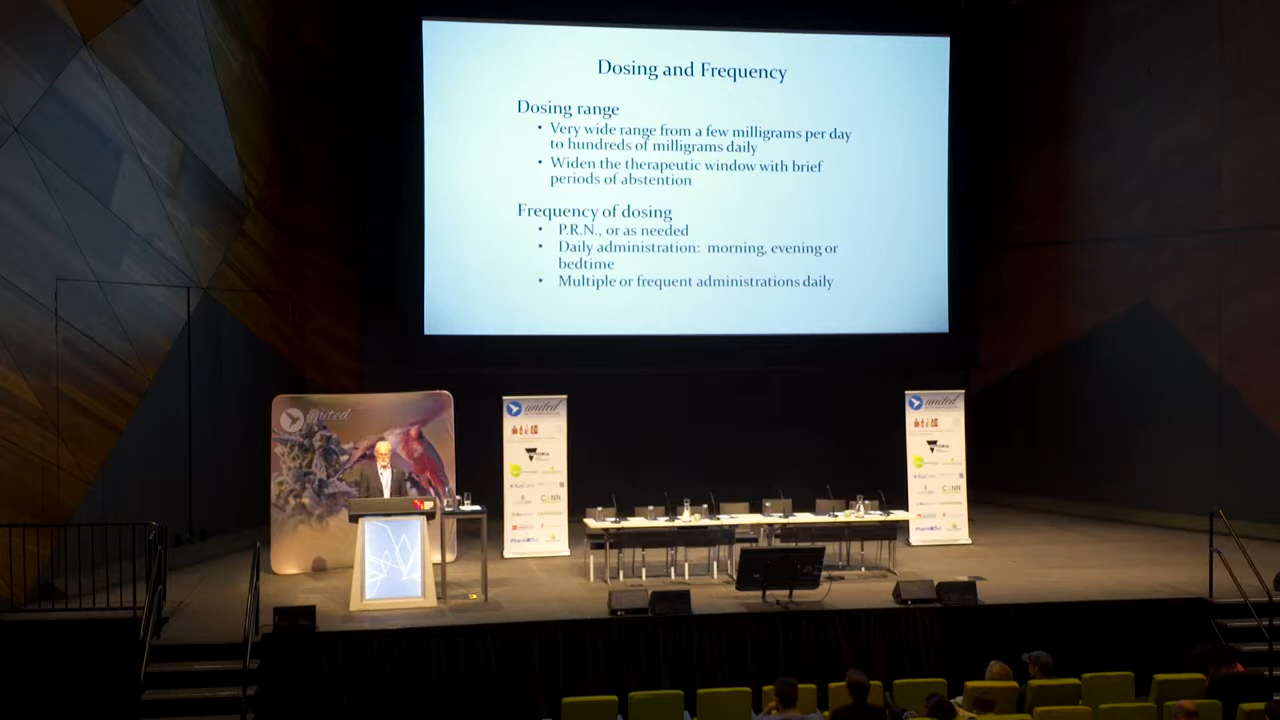 Dosing and Frequency
Dosing range
• Very wide range from a few milligrams per day
to hundreds of milligrams daily
• Widen the therapeutic window with brief
periods of abstention
Frequency of dosing
• P.R.N., or as needed
• Daily administration: morning, evening or
bedtime
• Multiple or frequent administrations daily
united
united
united